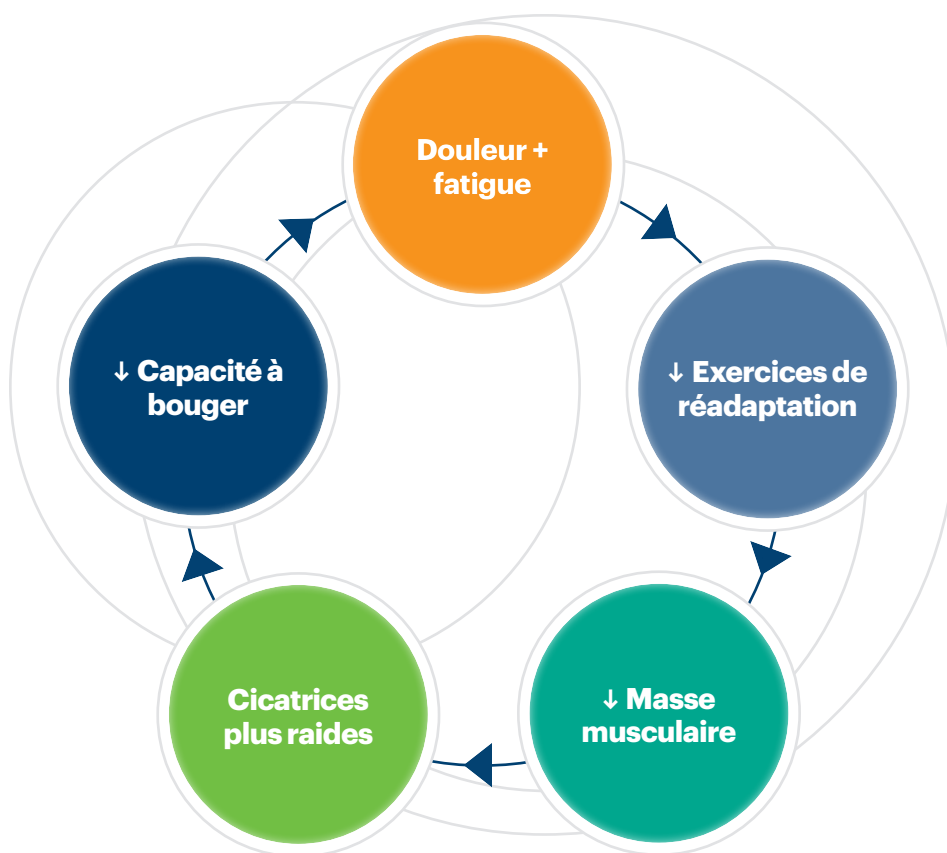 Douleur +
fatigue
↓ Exercices de
réadaptation
↓ Masse
musculaire
Cicatrices
plus raides
↓ Capacité à
bouger